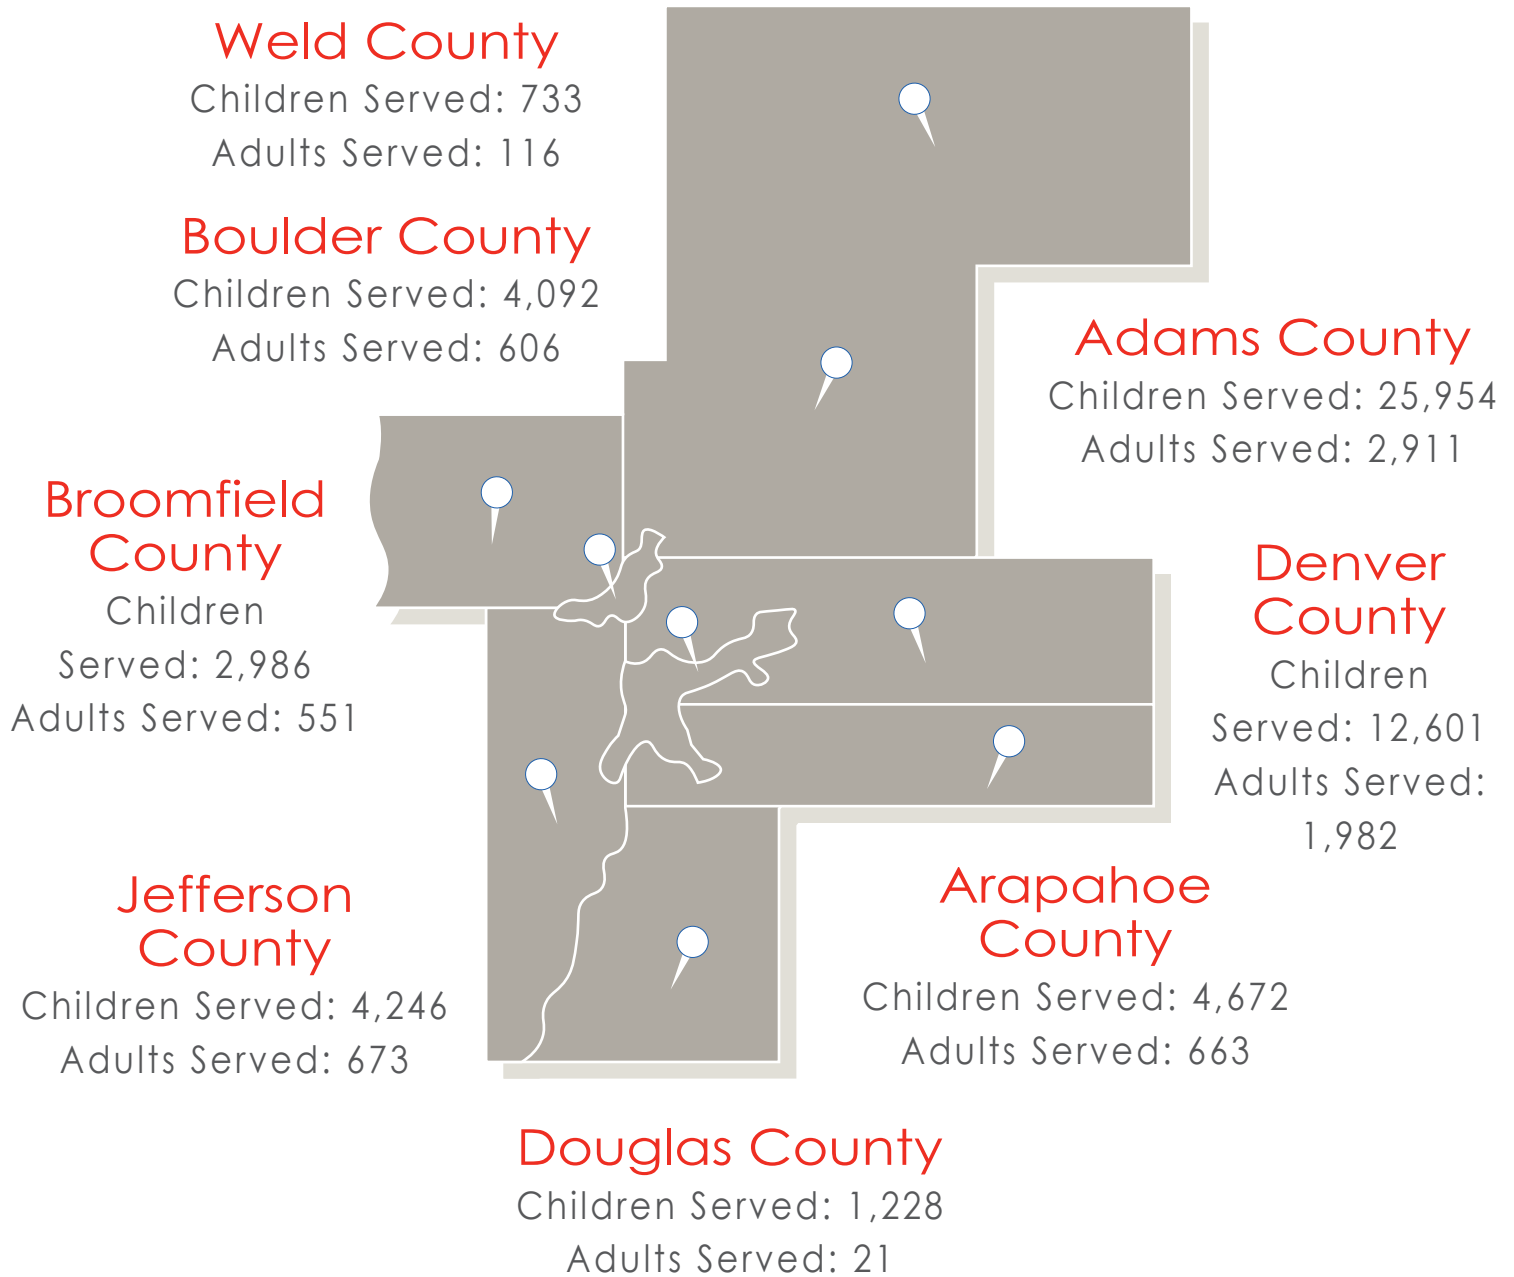 Weld County
Children Served: 733
Adults Served: 116
Boulder County
Children Served: 4,092
Adults Served: 606
Adams County
Children Served: 25,954
Adults Served: 2,911
Broomfield
County
Children
Served: 2,986
Adults Served: 551
Denver
County
Children
Served: 12,601
Adults Served:
1,982
Jefferson
County
Children Served: 4,246
Adults Served: 673
Arapahoe
County
Children Served: 4,672
Adults Served: 663
Douglas County
Children Served: 1,228
Adults Served: 21